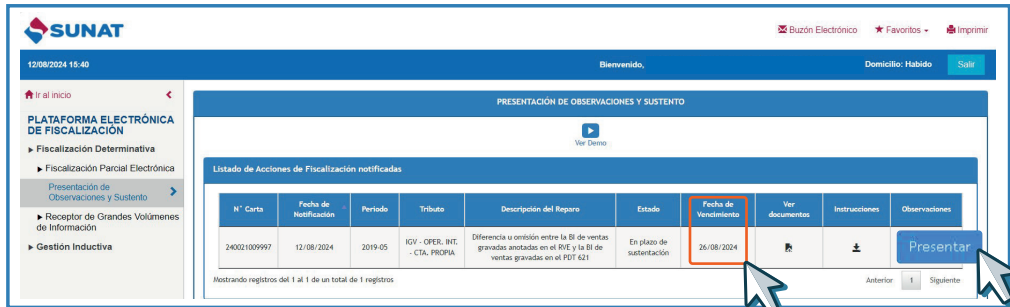 SUNAT
Buzón Electrónico
Favoritos
Imprimir
12/08/2024 15:40
Bienvenido,
Domicilio: Habido
Salir
Ir al inicio
PLATAFORMA ELECTRÓNICA
DE FISCALIZACIÓN
Fiscalización Determinativa
Fiscalización Parcial Electrónica
Presentación de
Observaciones y Sustento
Receptor de Grandes Volúmenes
de Información
Gestión Inductiva
PRESENTACIÓN DE OBSERVACIONES Y SUSTENTO
Ver Demo
Listado de Acciones de Fiscalización notificadas
N° Carta
Fecha de
Notificación
Periodo
Tributo
Descripción del Reparo
Estado
Fecha de
Vencimiento
Ver
documentos
Instrucciones
Observaciones
240021009997
12/08/2024
2019-05
IGV - OPER. INT.
- CTA. PROPIA
Diferencia u omisión entre la BI de ventas
gravadas anotadas en el RVE y la BI de
ventas gravadas en el PDT 621
En plazo de
sustentación
26/08/2024
Presentar
Mostrando registros del 1 al 1 de un total de 1 registros
Anterior
1
Siguiente